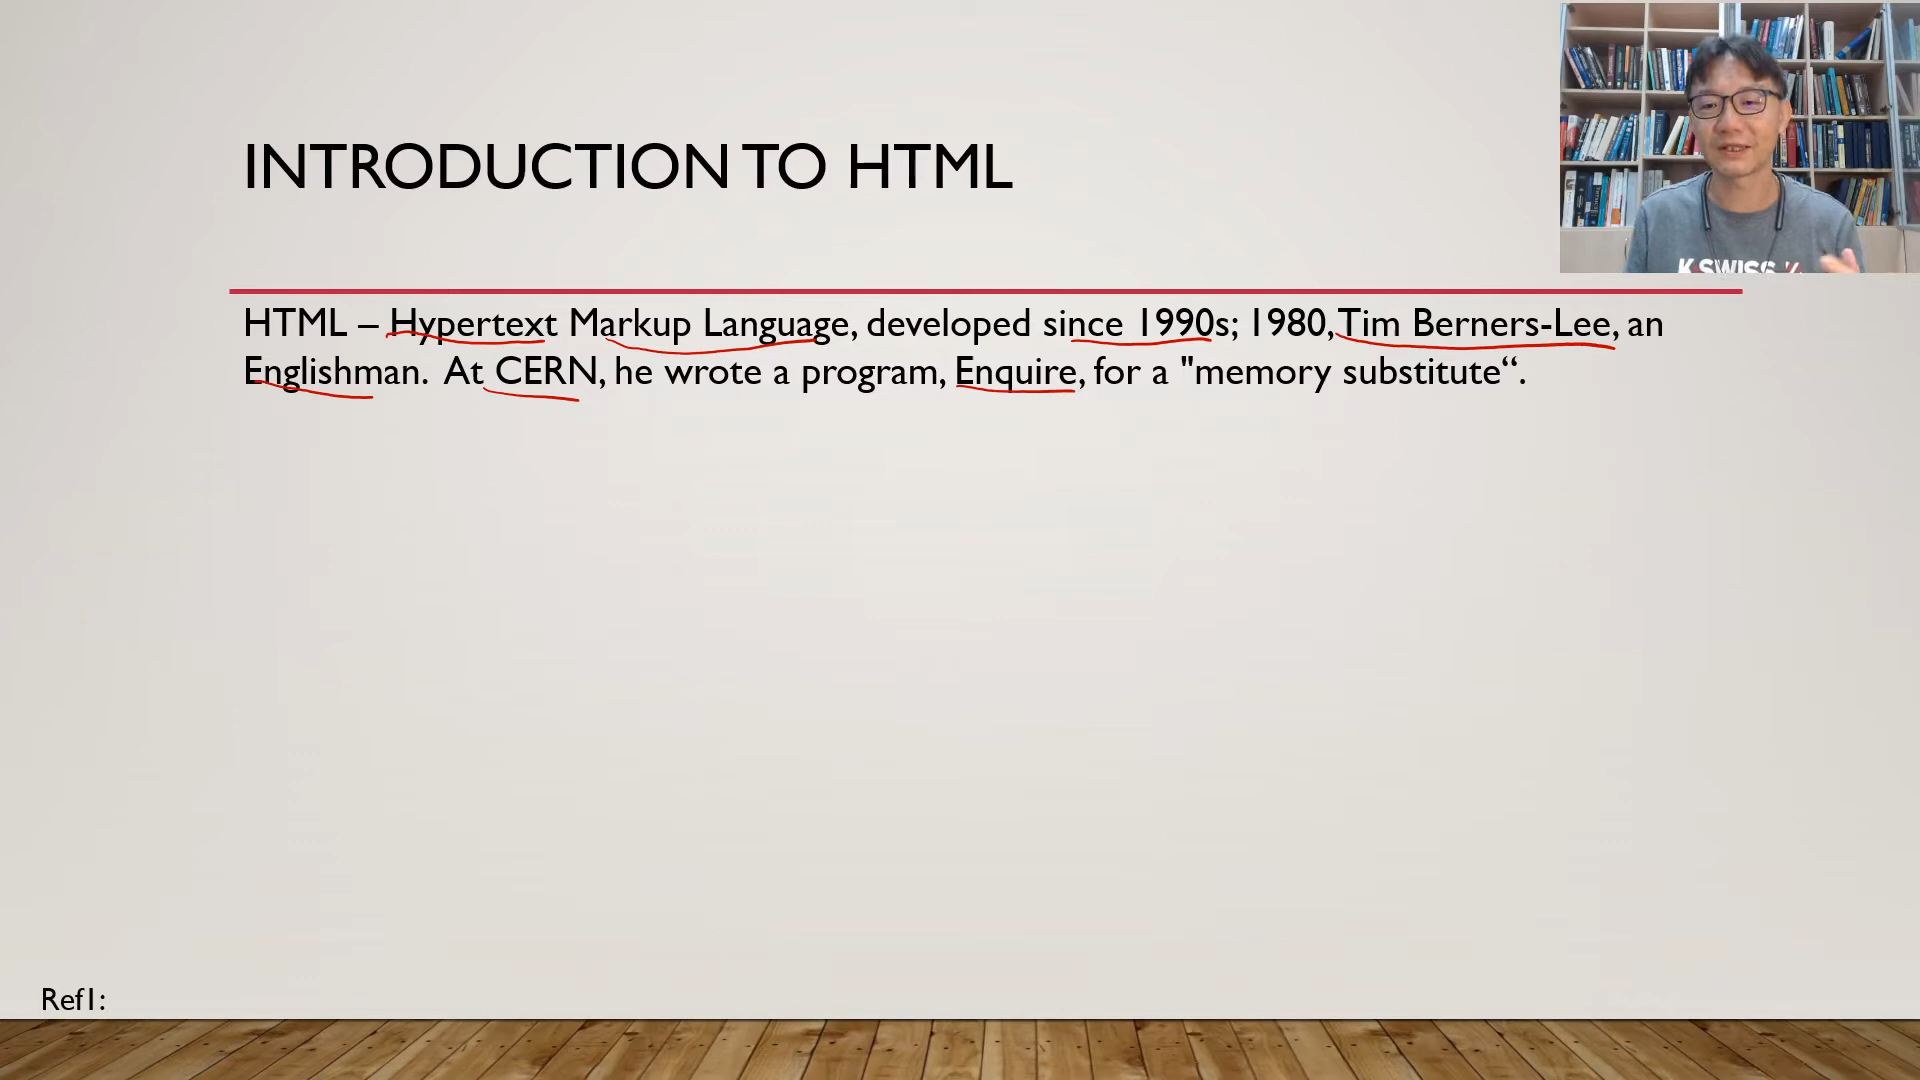 INTRODUCTION TO HTML
HTML – Hypertext Markup Language, developed since 1990s; 1980, Tim Berners-Lee, an
Englishman. At CERN, he wrote a program, Enquire, for a "memory substitute“.
K·SWISS
Ref1: